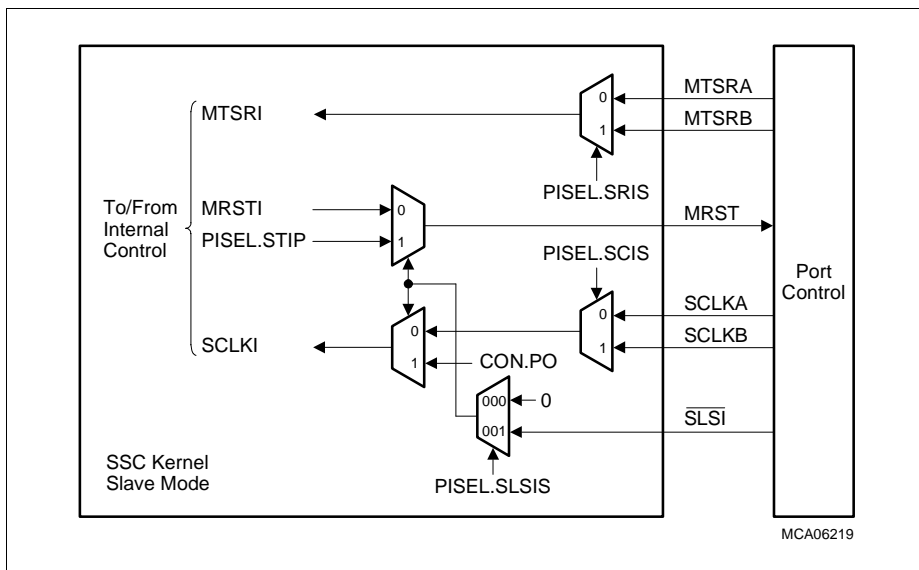 MTSRA
0
MTSRI
MTSRB
1
PISEL.SRIS
To/From
Internal
Control
MRSTI
0
MRST
PISEL.STIP
1
PISEL.SCIS
Port
Control
SCLKA
0
0
SCLKI
SCLKB
1
1
CON.PO
000
0
SLSI
001
SSC Kernel
Slave Mode
PISEL.SLSIS
MCA06219